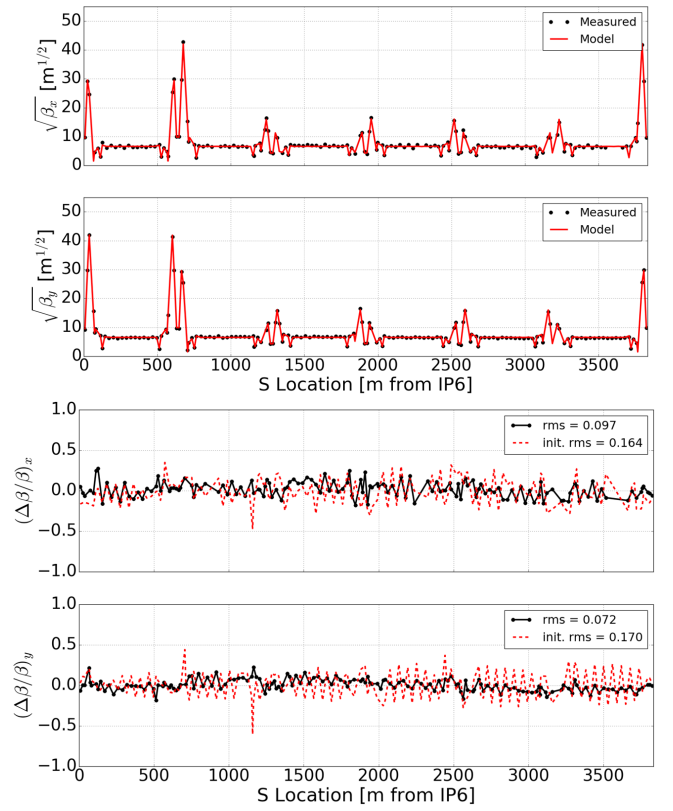 50
40
30
20
10
0
√βx [m^1/2]
Measured
Model
50
40
30
20
10
0
√βy [m^1/2]
Measured
Model
0 500 1000 1500 2000 2500 3000 3500
S Location [m from IP6]
1.0
0.5
0.0
−0.5
−1.0
(Δβ/β)x
rms = 0.097
init. rms = 0.164
1.0
0.5
0.0
−0.5
−1.0
(Δβ/β)y
rms = 0.072
init. rms = 0.170
0 500 1000 1500 2000 2500 3000 3500
S Location [m from IP6]